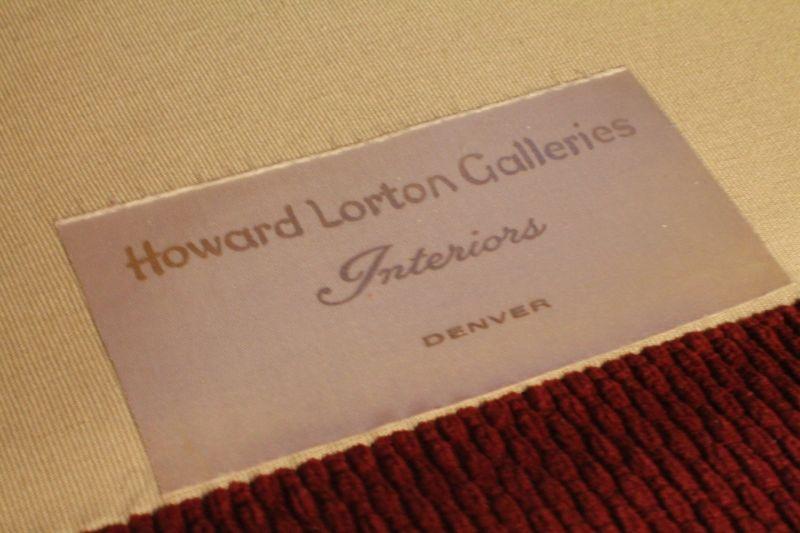 Howard Lorton Galleries
Interiors
DENVER